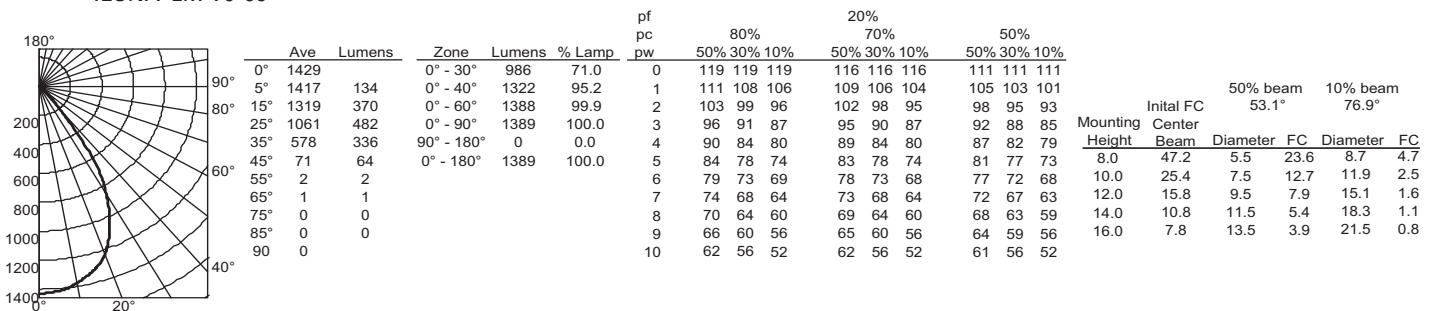 180°
90°
80°
60°
40°
20°
0°
200
400
600
800
1000
1200
1400
Ave Lumens
0° 1429
5° 1417 134
15° 1319 370
25° 1061 482
35° 578 336
45° 71 64
55° 2 2
65° 1 1
75° 0 0
85° 0 0
90 0
Zone Lumens % Lamp
0° - 30° 986 71.0
0° - 40° 1322 95.2
0° - 60° 1388 99.9
0° - 90° 1389 100.0
90° - 180° 0 0.0
0° - 180° 1389 100.0
pf 20%
pc 80% 70% 50%
pw 50% 30% 10% 50% 30% 10% 50% 30% 10%
0 119 119 119 116 116 116 111 111 111
1 111 108 106 109 106 104 105 103 101
2 103 99 96 102 98 95 98 95 93
3 96 91 87 95 90 87 92 88 85
4 90 84 80 89 84 80 87 82 79
5 84 78 74 83 78 74 81 77 73
6 79 73 69 78 73 68 77 72 68
7 74 68 64 73 68 64 72 67 63
8 70 64 60 69 64 60 68 63 59
9 66 60 56 65 60 56 64 59 56
10 62 56 52 62 56 52 61 56 52
50% beam 10% beam
Inital FC 53.1° 76.9°
Mounting Center
Height Beam Diameter FC Diameter FC
8.0 47.2 5.5 23.6 8.7 4.7
10.0 25.4 7.5 12.7 11.9 2.5
12.0 15.8 9.5 7.9 15.1 1.6
14.0 10.8 11.5 5.4 18.3 1.1
16.0 7.8 13.5 3.9 21.5 0.8